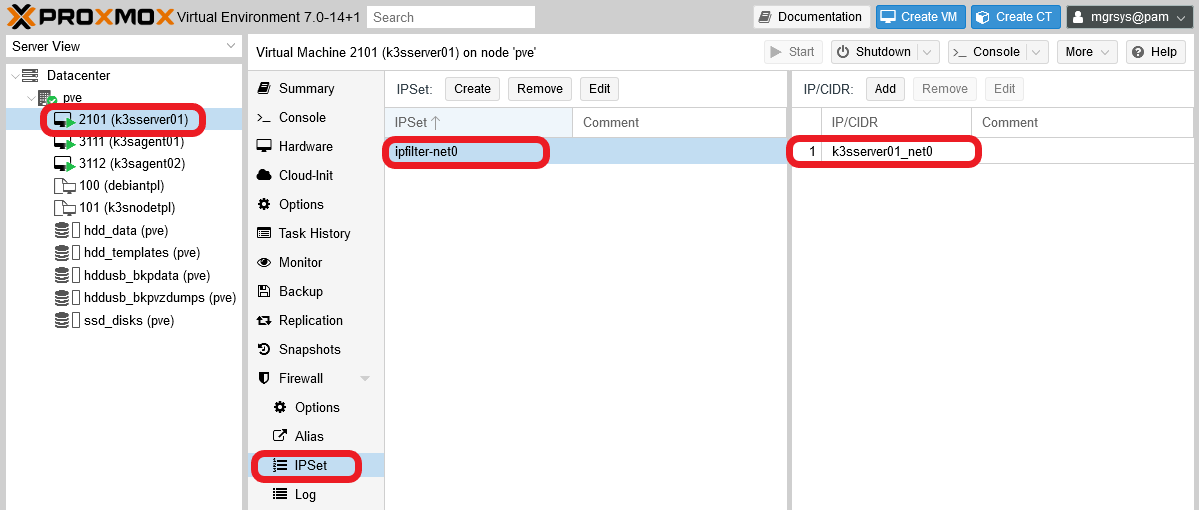 PROXMOX Virtual Environment 7.0-14+1 Search Documentation Create VM Create CT mgrsys@pam
Server View
Datacenter
pve
2101 (k3sserver01)
3111 (k3sagent01)
3112 (k3sagent02)
100 (debiantpl)
101 (k3snodetpl)
hdd_data (pve)
hdd_templates (pve)
hddusb_bkpdata (pve)
hddusb_bkpvzdumps (pve)
ssd_disks (pve)
Virtual Machine 2101 (k3sserver01) on node 'pve' Start Shutdown Console More Help
Summary
Console
Hardware
Cloud-Init
Options
Task History
Monitor
Backup
Replication
Snapshots
Firewall
Options
Alias
IPSet
Log
IPSet: Create Remove Edit
IPSet Comment
ipfilter-net0
IP/CIDR: Add Remove Edit
IP/CIDR Comment
1 k3sserver01_net0